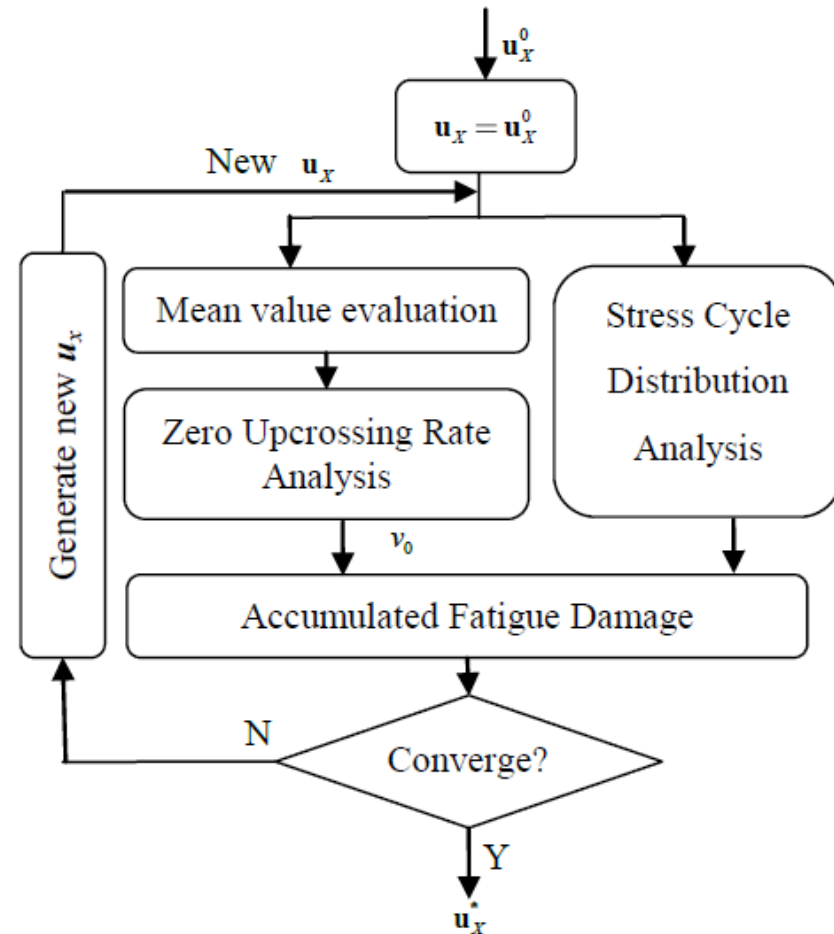 𝐮_X^0
𝐮_X = 𝐮_X^0
New 𝐮_X
Generate new 𝒖_x
Mean value evaluation
Stress Cycle
Distribution
Analysis
Zero Upcrossing Rate
Analysis
v_0
Accumulated Fatigue Damage
N
Converge?
Y
𝐮_X^*